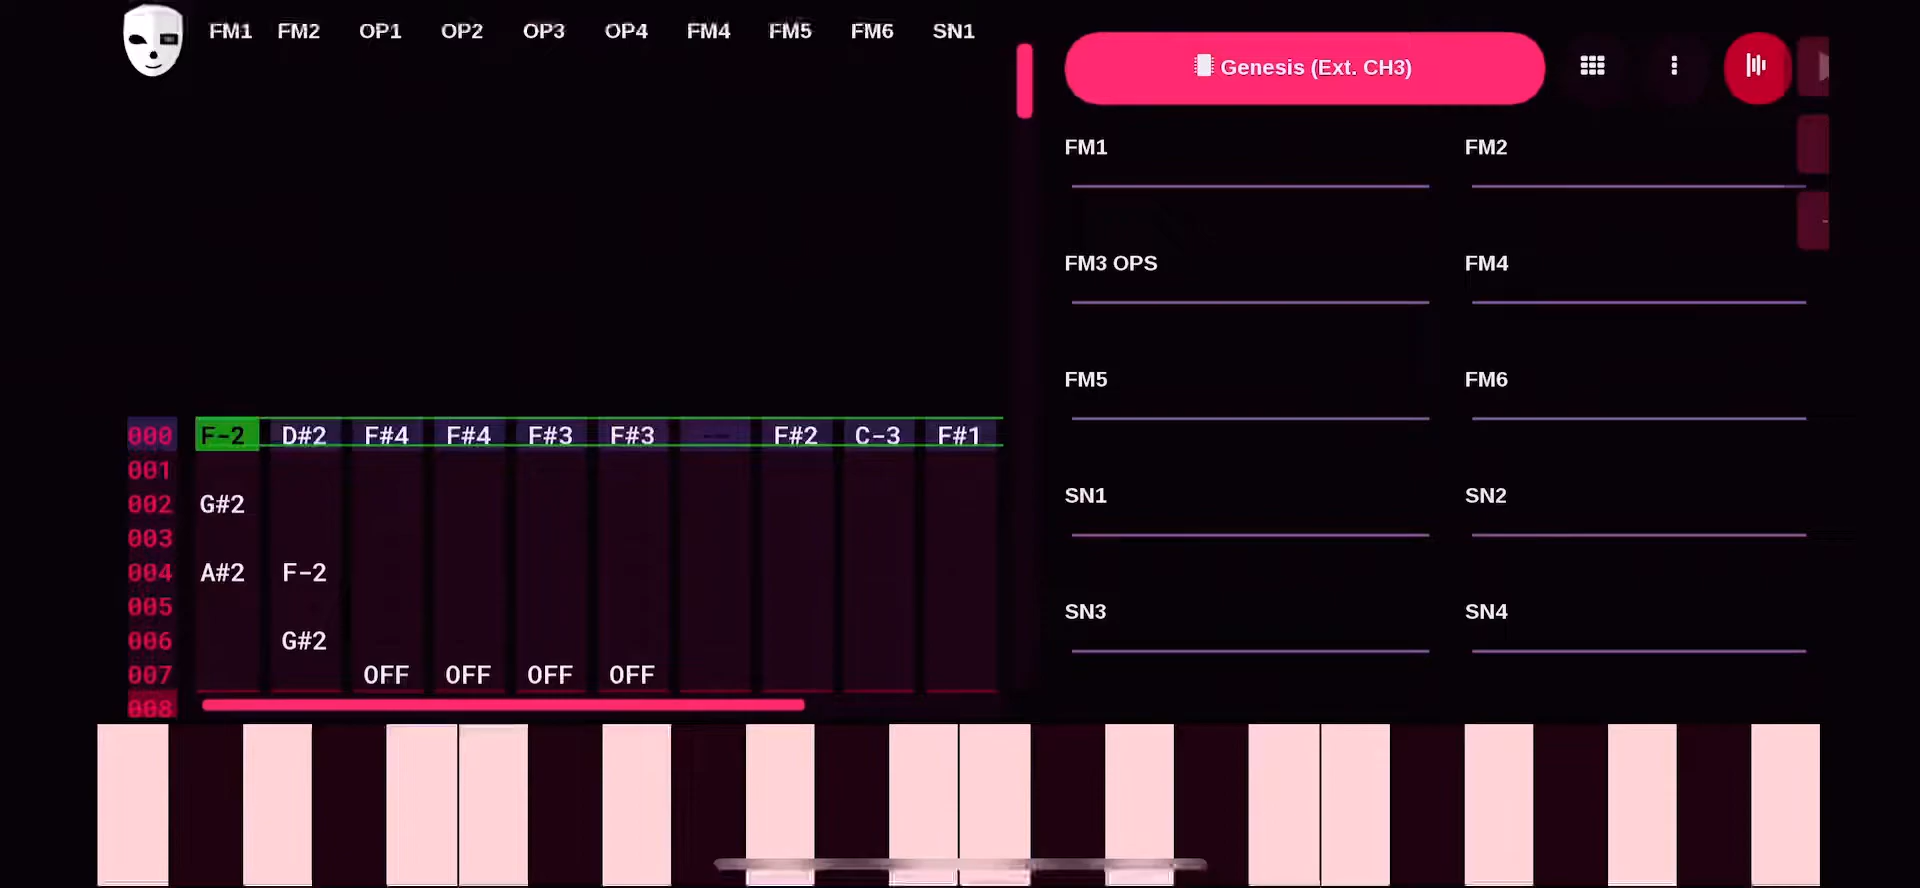 FM1 FM2 OP1 OP2 OP3 OP4 FM4 FM5 FM6 SN1
Genesis (Ext. CH3)
FM1 FM2
FM3 OPS FM4
FM5 FM6
SN1 SN2
SN3 SN4
000 F-2 D#2 F#4 F#4 F#3 F#3 -- F#2 C-3 F#1
001
002 G#2
003
004 A#2 F-2
005
006 G#2
007 OFF OFF OFF OFF
008